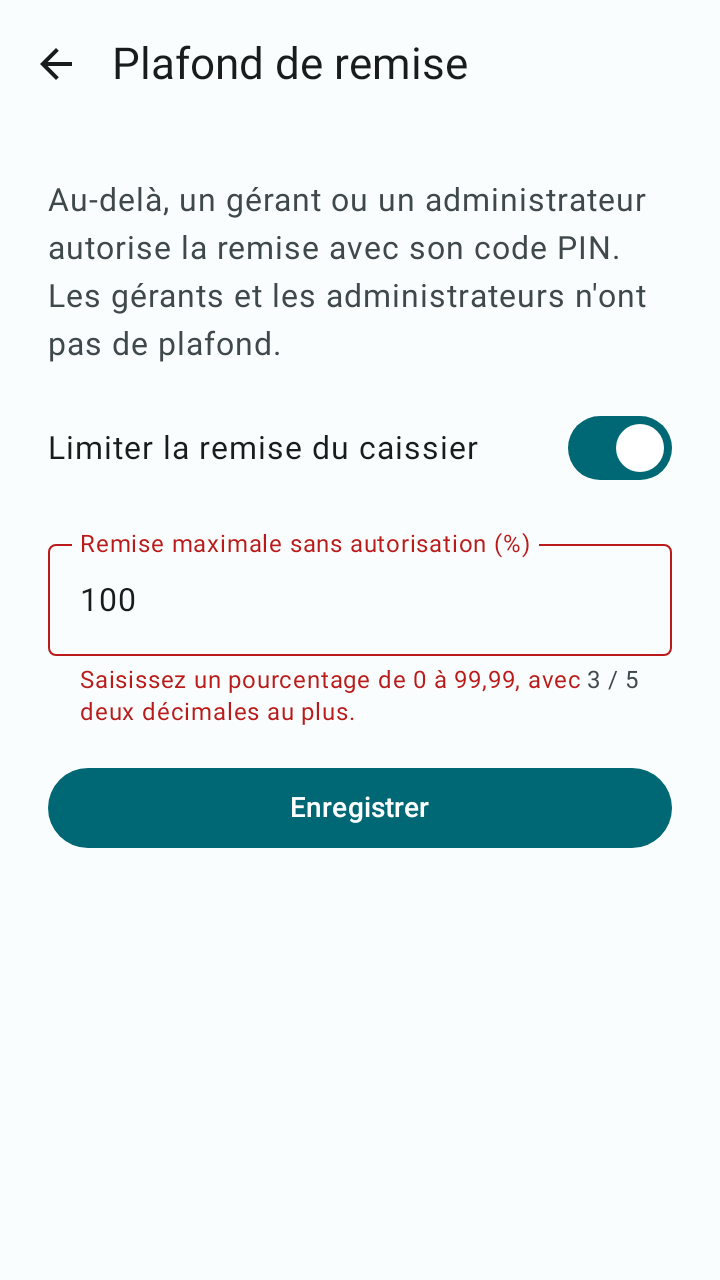 Plafond de remise
Au-delà, un gérant ou un administrateur
autorise la remise avec son code PIN.
Les gérants et les administrateurs n'ont
pas de plafond.
Limiter la remise du caissier
Remise maximale sans autorisation (%)
100
Saisissez un pourcentage de 0 à 99,99, avec 3 / 5
deux décimales au plus.
Enregistrer